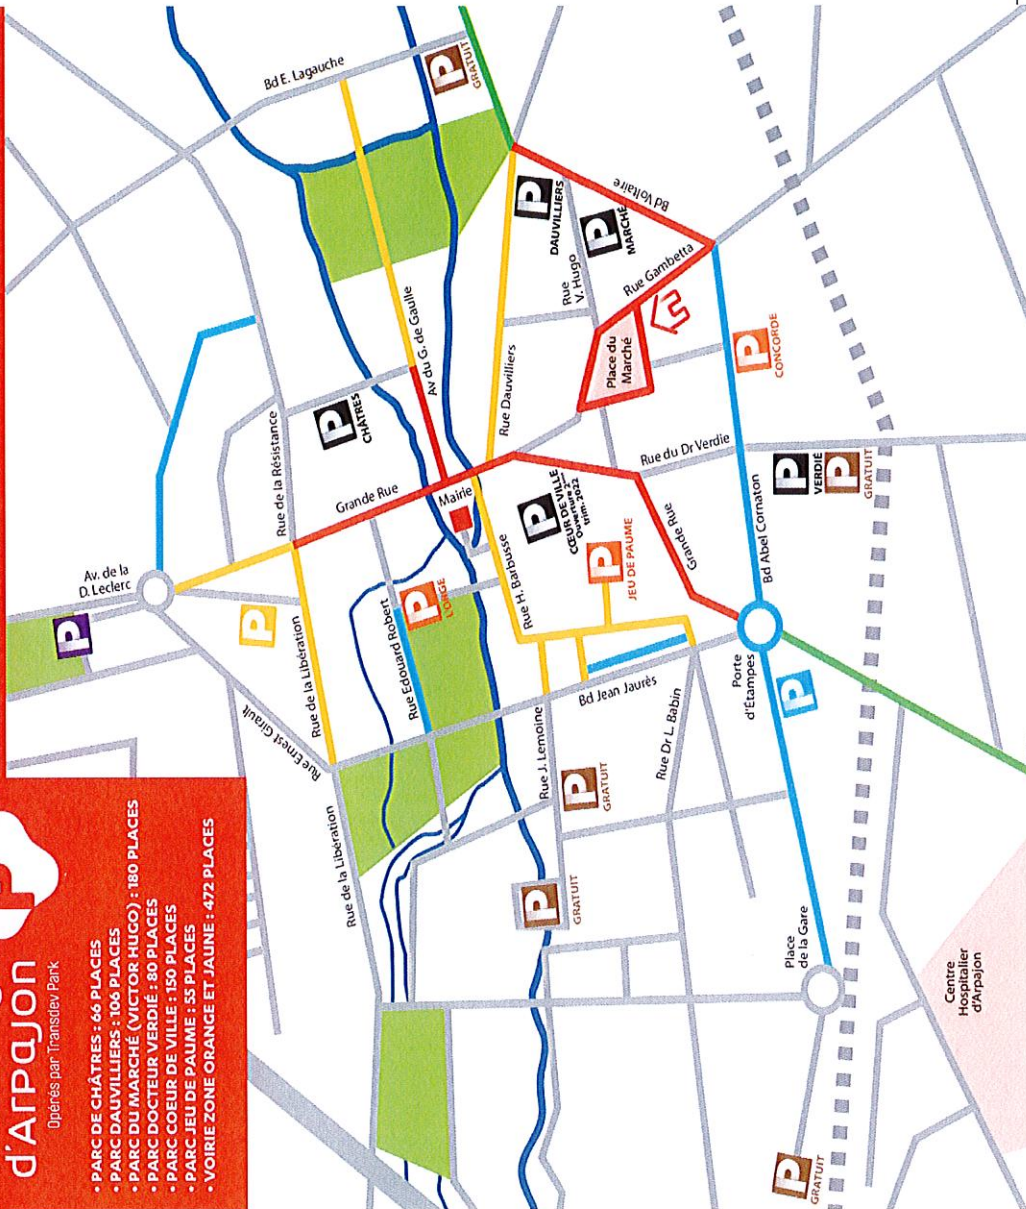 d'Arpajon
Opérés par Transdev Park
• PARC DE CHÂTRES : 66 PLACES
• PARC DAUVILLIERS : 106 PLACES
• PARC DU MARCHÉ (VICTOR HUGO) : 180 PLACES
• PARC DOCTEUR VERDIÉ : 80 PLACES
• PARC COEUR DE VILLE : 150 PLACES
• PARC JEU DE PAUME : 55 PLACES
• VOIRIE ZONE ORANGE ET JAUNE : 472 PLACES
P
Av. de la
D. Leclerc
P
Rue Ernest Girault
Rue de la Libération
Rue de la Libération
Rue de la Résistance
Grande Rue
P
CHÂTRES
Bd E. Lagauche
Av du G. de Gaulle
P
GRATUIT
Mairie
Rue Edouard Robert
P
L'ORGE
Rue H. Barbusse
Rue Dauvilliers
P
DAUVILLIERS
P
MARCHÉ
Bd Voltaire
Rue
V. Hugo
Rue Gambetta
Place du
Marché
P
CŒUR DE VILLE
Ouverture 2ème
trim. 2022
P
JEU DE PAUME
Grande Rue
Rue du Dr Verdie
P
CONCORDE
P
VERDIÉ
P
GRATUIT
Bd Abel Cornaton
Bd Jean Jaurès
Rue J. Lemoine
Rue Dr L. Babin
Porte
d'Étampes
P
P
GRATUIT
P
GRATUIT
Place
de la Gare
Centre
Hospitalier
d'Arpajon
P
GRATUIT